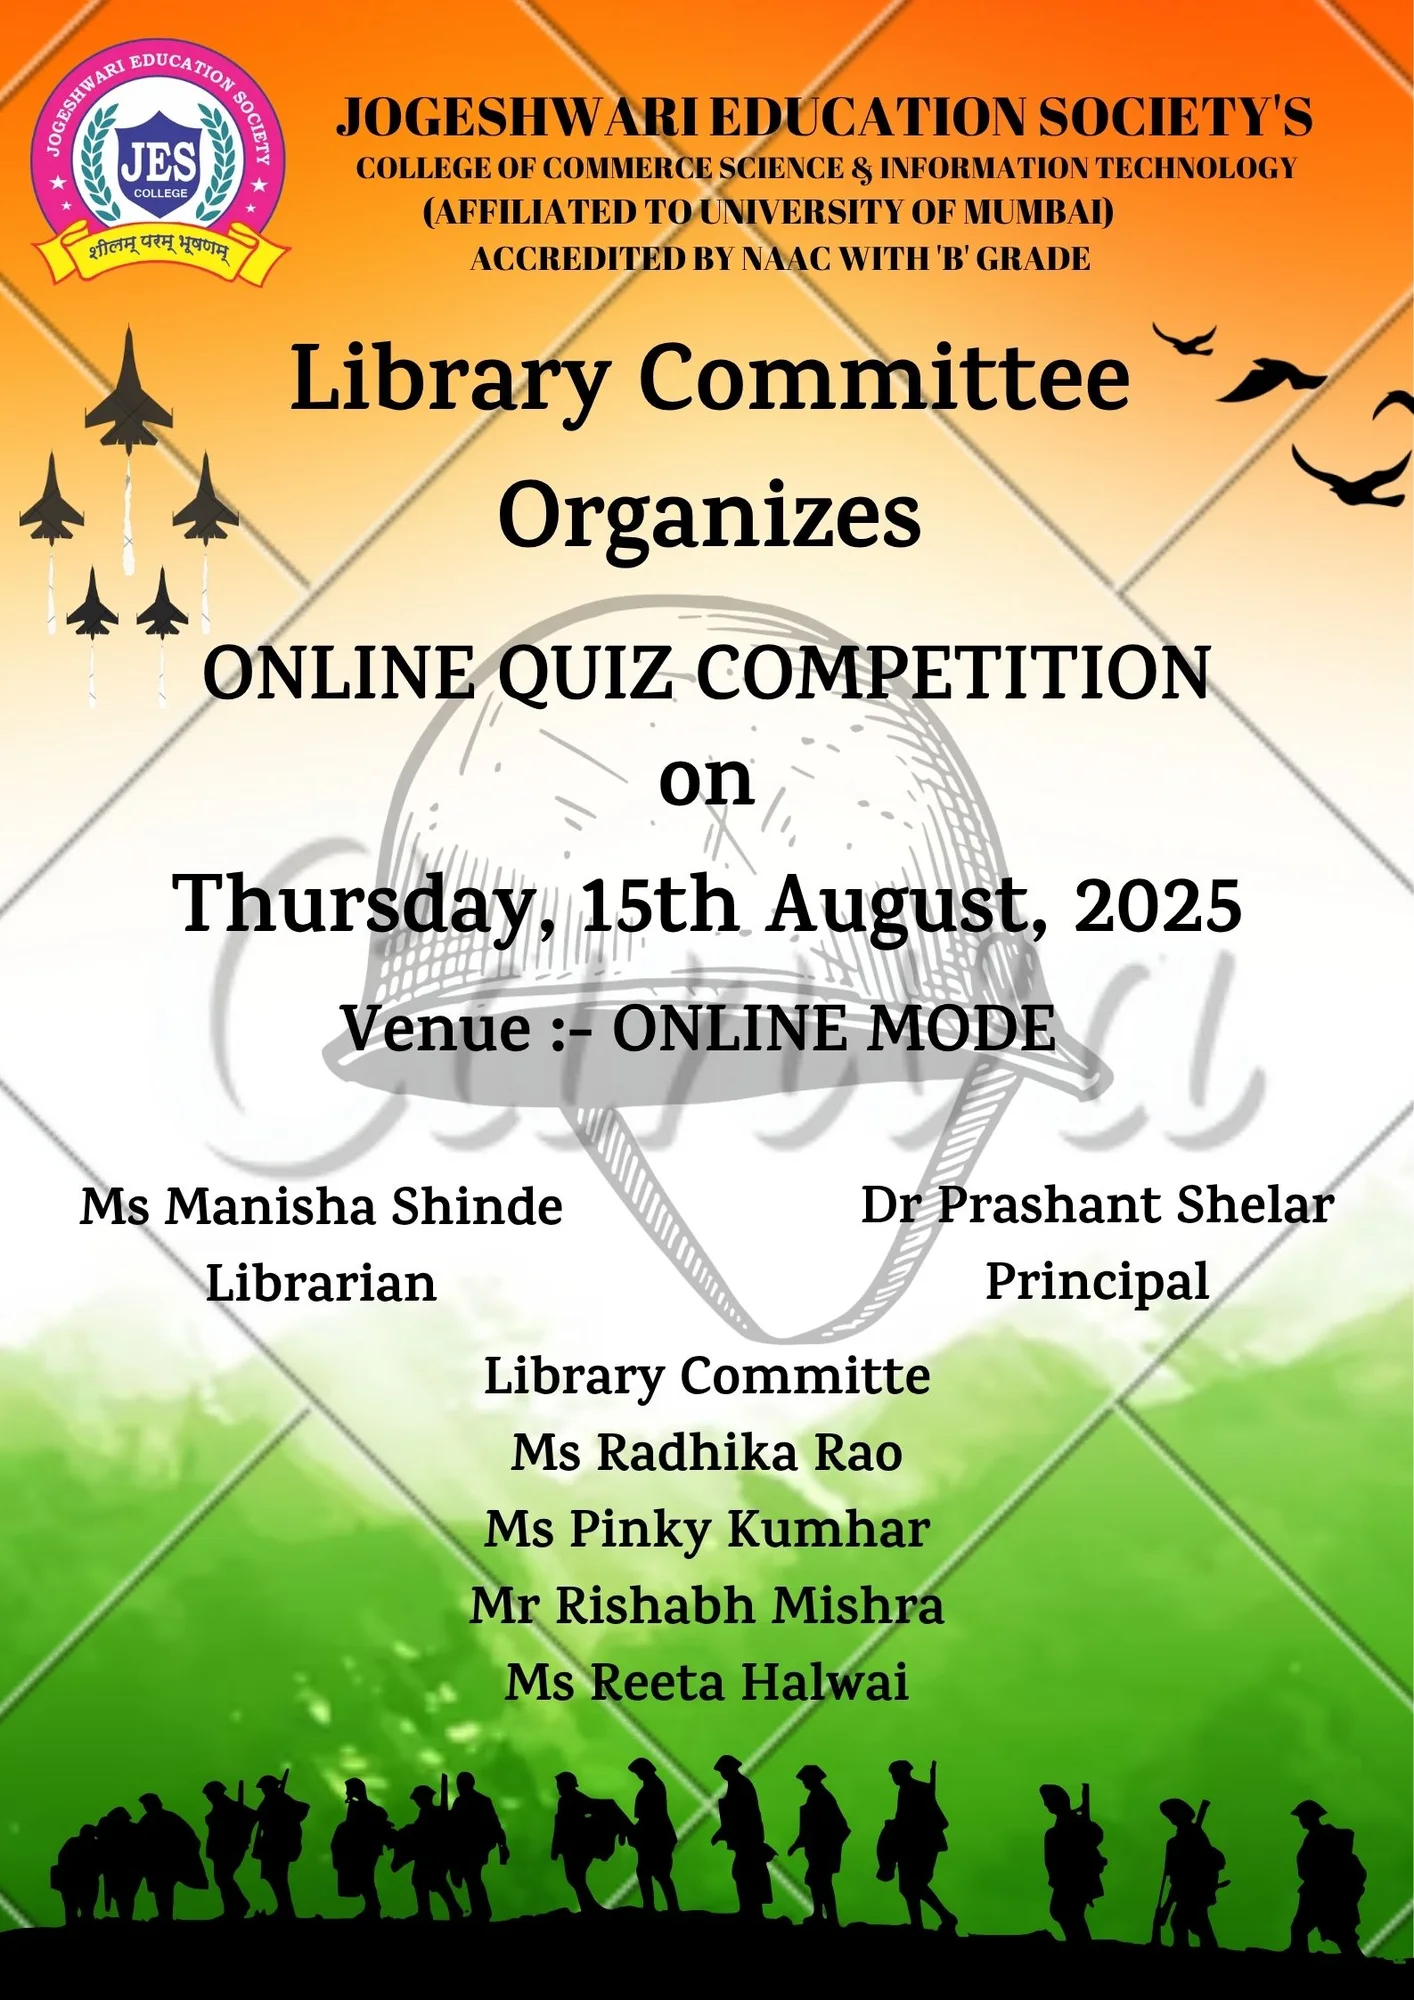 JOGESHWARI EDUCATION SOCIETY
JES
COLLEGE
शीलम् परम् भूषणम्
JOGESHWARI EDUCATION SOCIETY'S
COLLEGE OF COMMERCE SCIENCE & INFORMATION TECHNOLOGY
(AFFILIATED TO UNIVERSITY OF MUMBAI)
ACCREDITED BY NAAC WITH 'B' GRADE
Library Committee
Organizes
ONLINE QUIZ COMPETITION
on
Thursday, 15th August, 2025
Canva
Venue :- ONLINE MODE
Ms Manisha Shinde
Librarian
Dr Prashant Shelar
Principal
Library Committe
Ms Radhika Rao
Ms Pinky Kumhar
Mr Rishabh Mishra
Ms Reeta Halwai